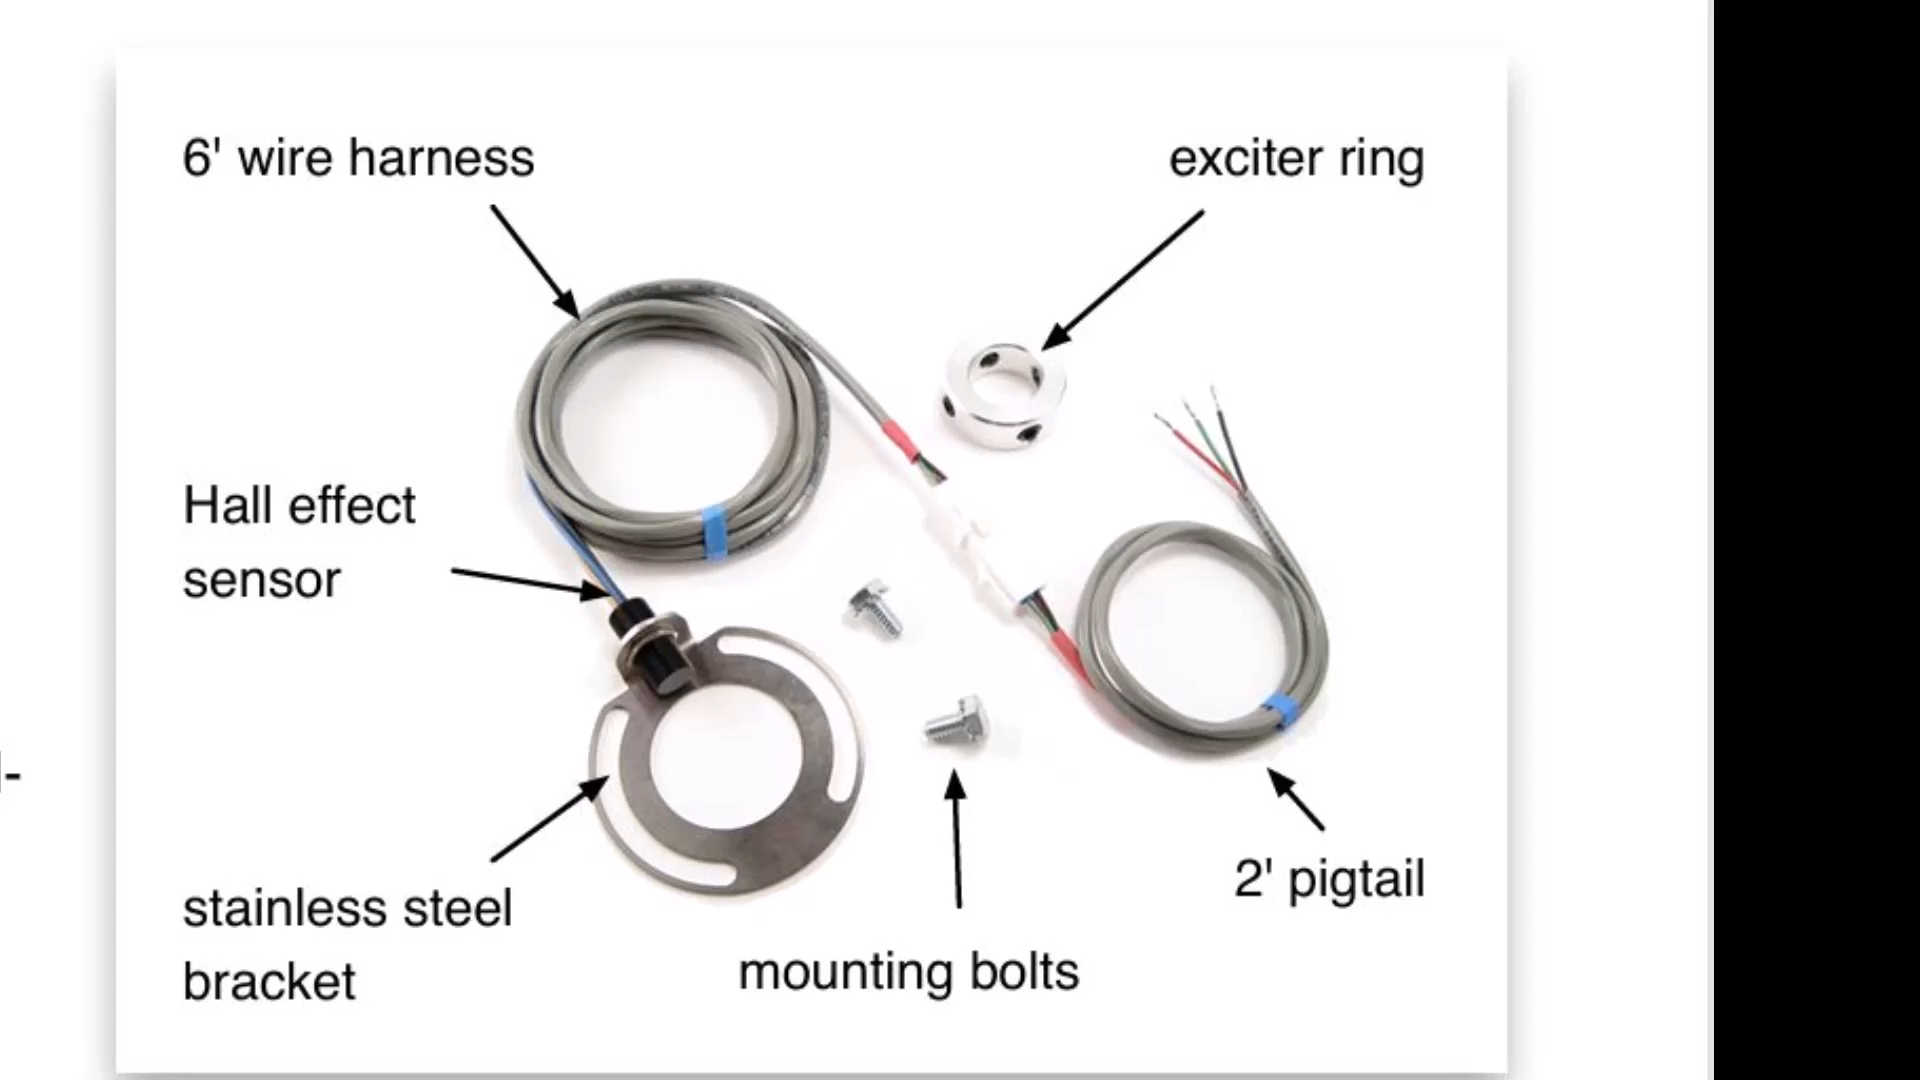 6' wire harness
exciter ring
Hall effect
sensor
stainless steel
bracket
mounting bolts
2' pigtail
-